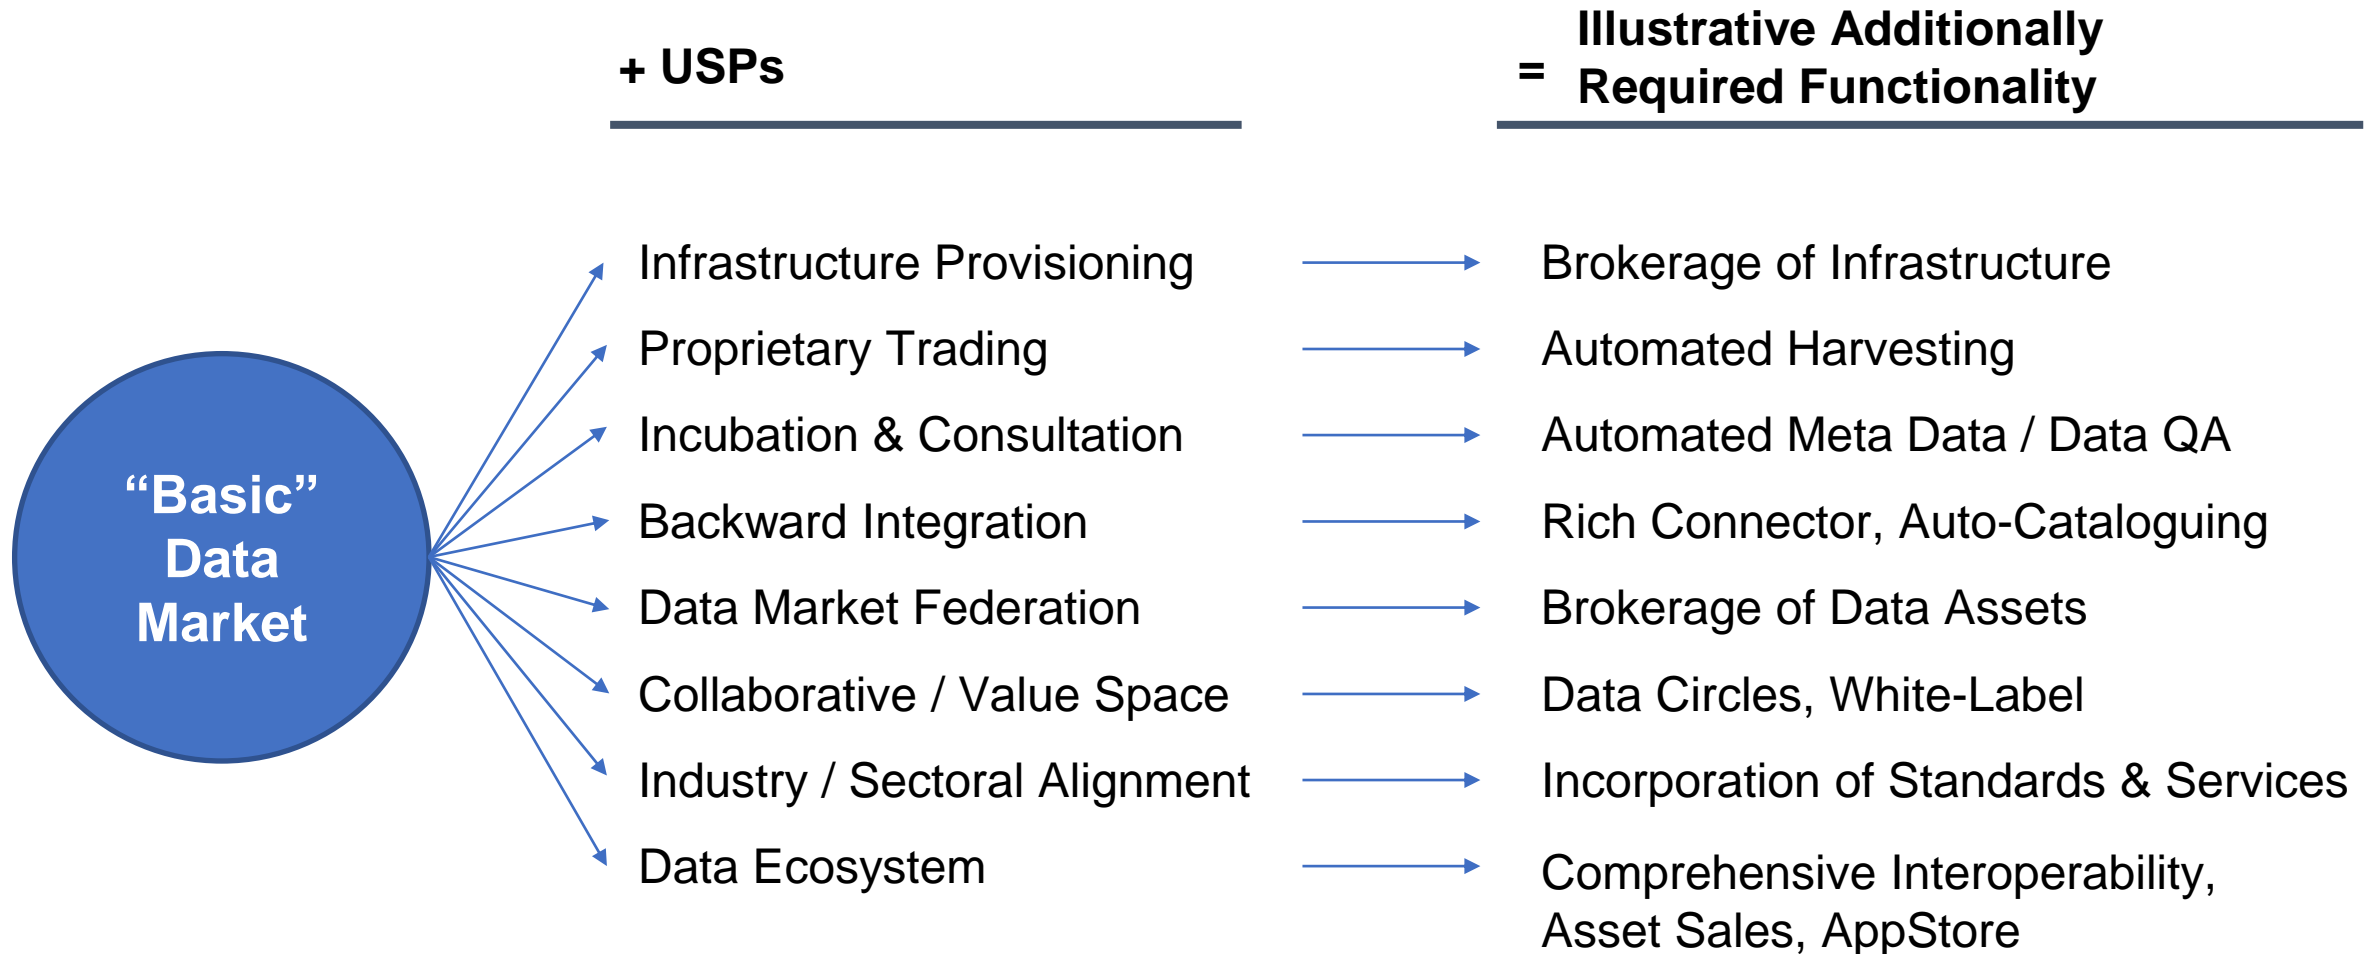 + USPs
= Illustrative Additionally
Required Functionality
“Basic”
Data
Market
Infrastructure Provisioning
Brokerage of Infrastructure
Proprietary Trading
Automated Harvesting
Incubation & Consultation
Automated Meta Data / Data QA
Backward Integration
Rich Connector, Auto-Cataloguing
Data Market Federation
Brokerage of Data Assets
Collaborative / Value Space
Data Circles, White-Label
Industry / Sectoral Alignment
Incorporation of Standards & Services
Data Ecosystem
Comprehensive Interoperability,
Asset Sales, AppStore